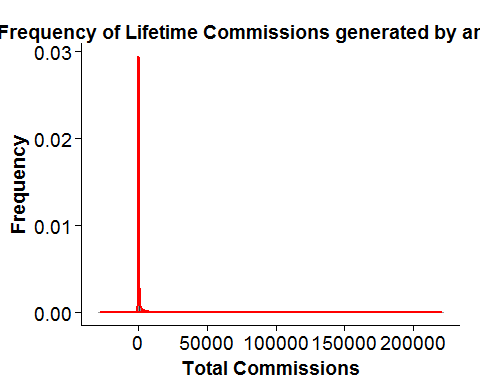 Frequency of Lifetime Commissions generated by an
0.03
0.02
0.01
0.00
Frequency
0 50000 100000 150000 200000
Total Commissions